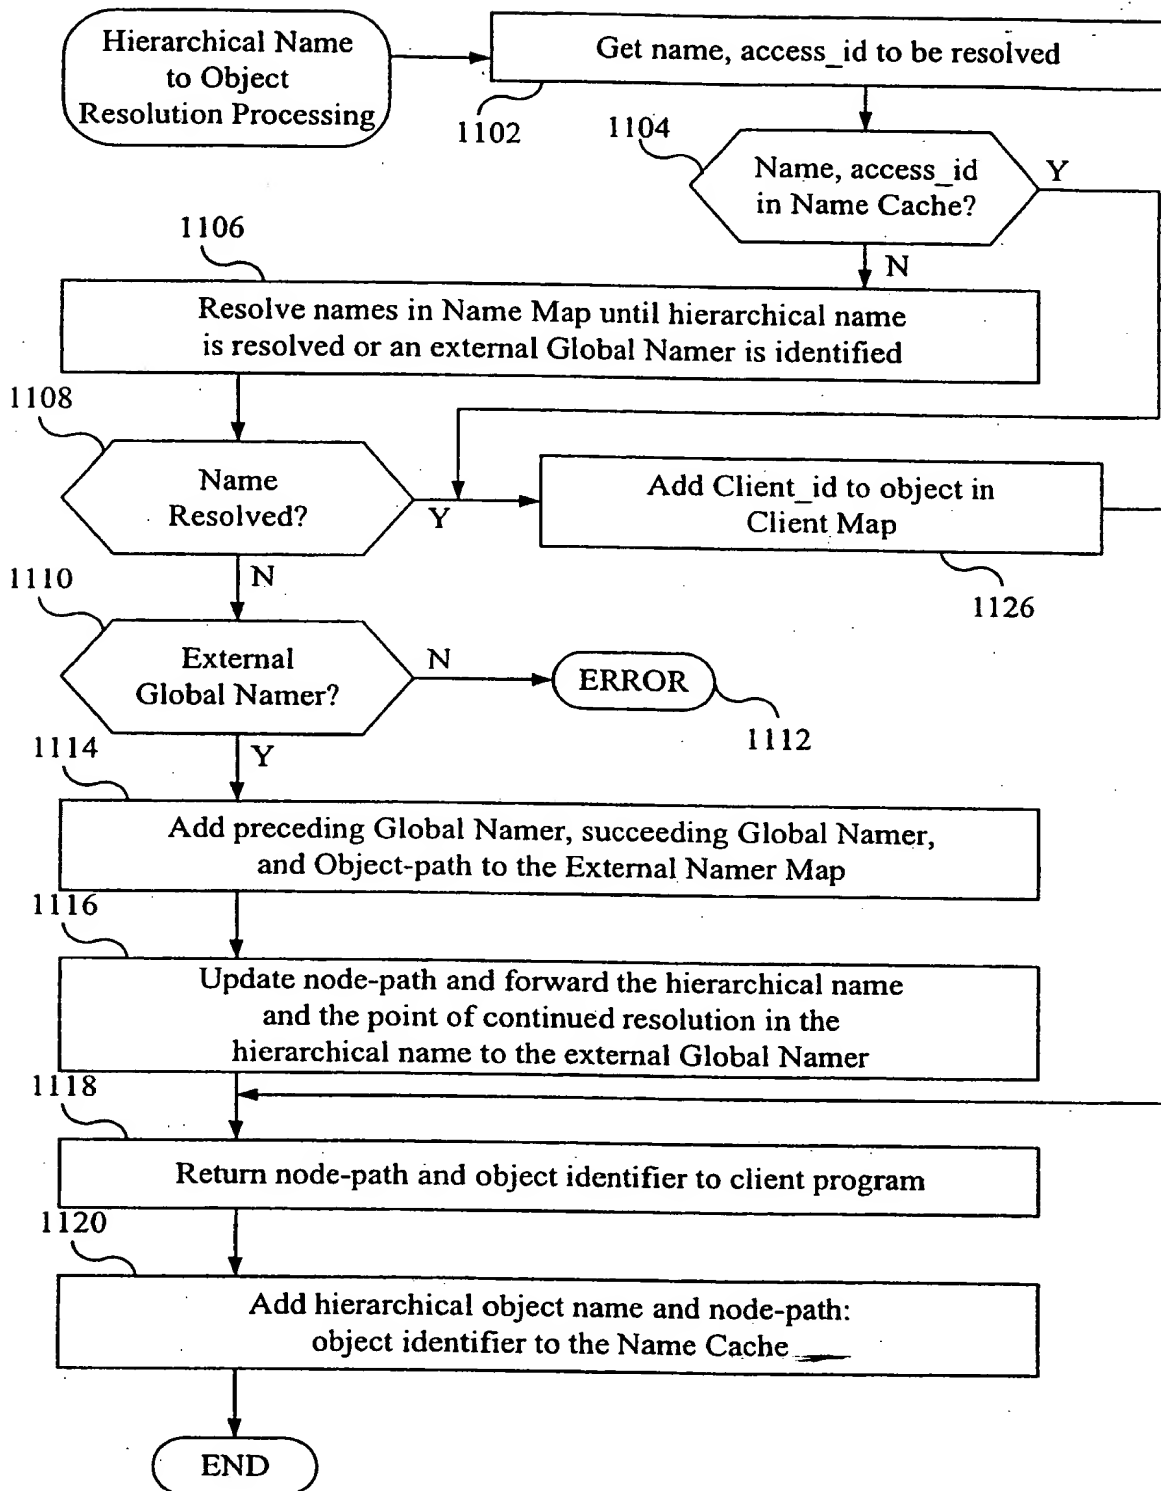 Hierarchical Name
to Object
Resolution Processing
Get name, access_id to be resolved
1102
1104
Name, access_id
in Name Cache?
Y
N
1106
Resolve names in Name Map until hierarchical name
is resolved or an external Global Namer is identified
1108
Name
Resolved?
Y
N
Add Client_id to object in
Client Map
1126
1110
External
Global Namer?
N
Y
ERROR
1112
1114
Add preceding Global Namer, succeeding Global Namer,
and Object-path to the External Namer Map
1116
Update node-path and forward the hierarchical name
and the point of continued resolution in the
hierarchical name to the external Global Namer
1118
Return node-path and object identifier to client program
1120
Add hierarchical object name and node-path:
object identifier to the Name Cache
END